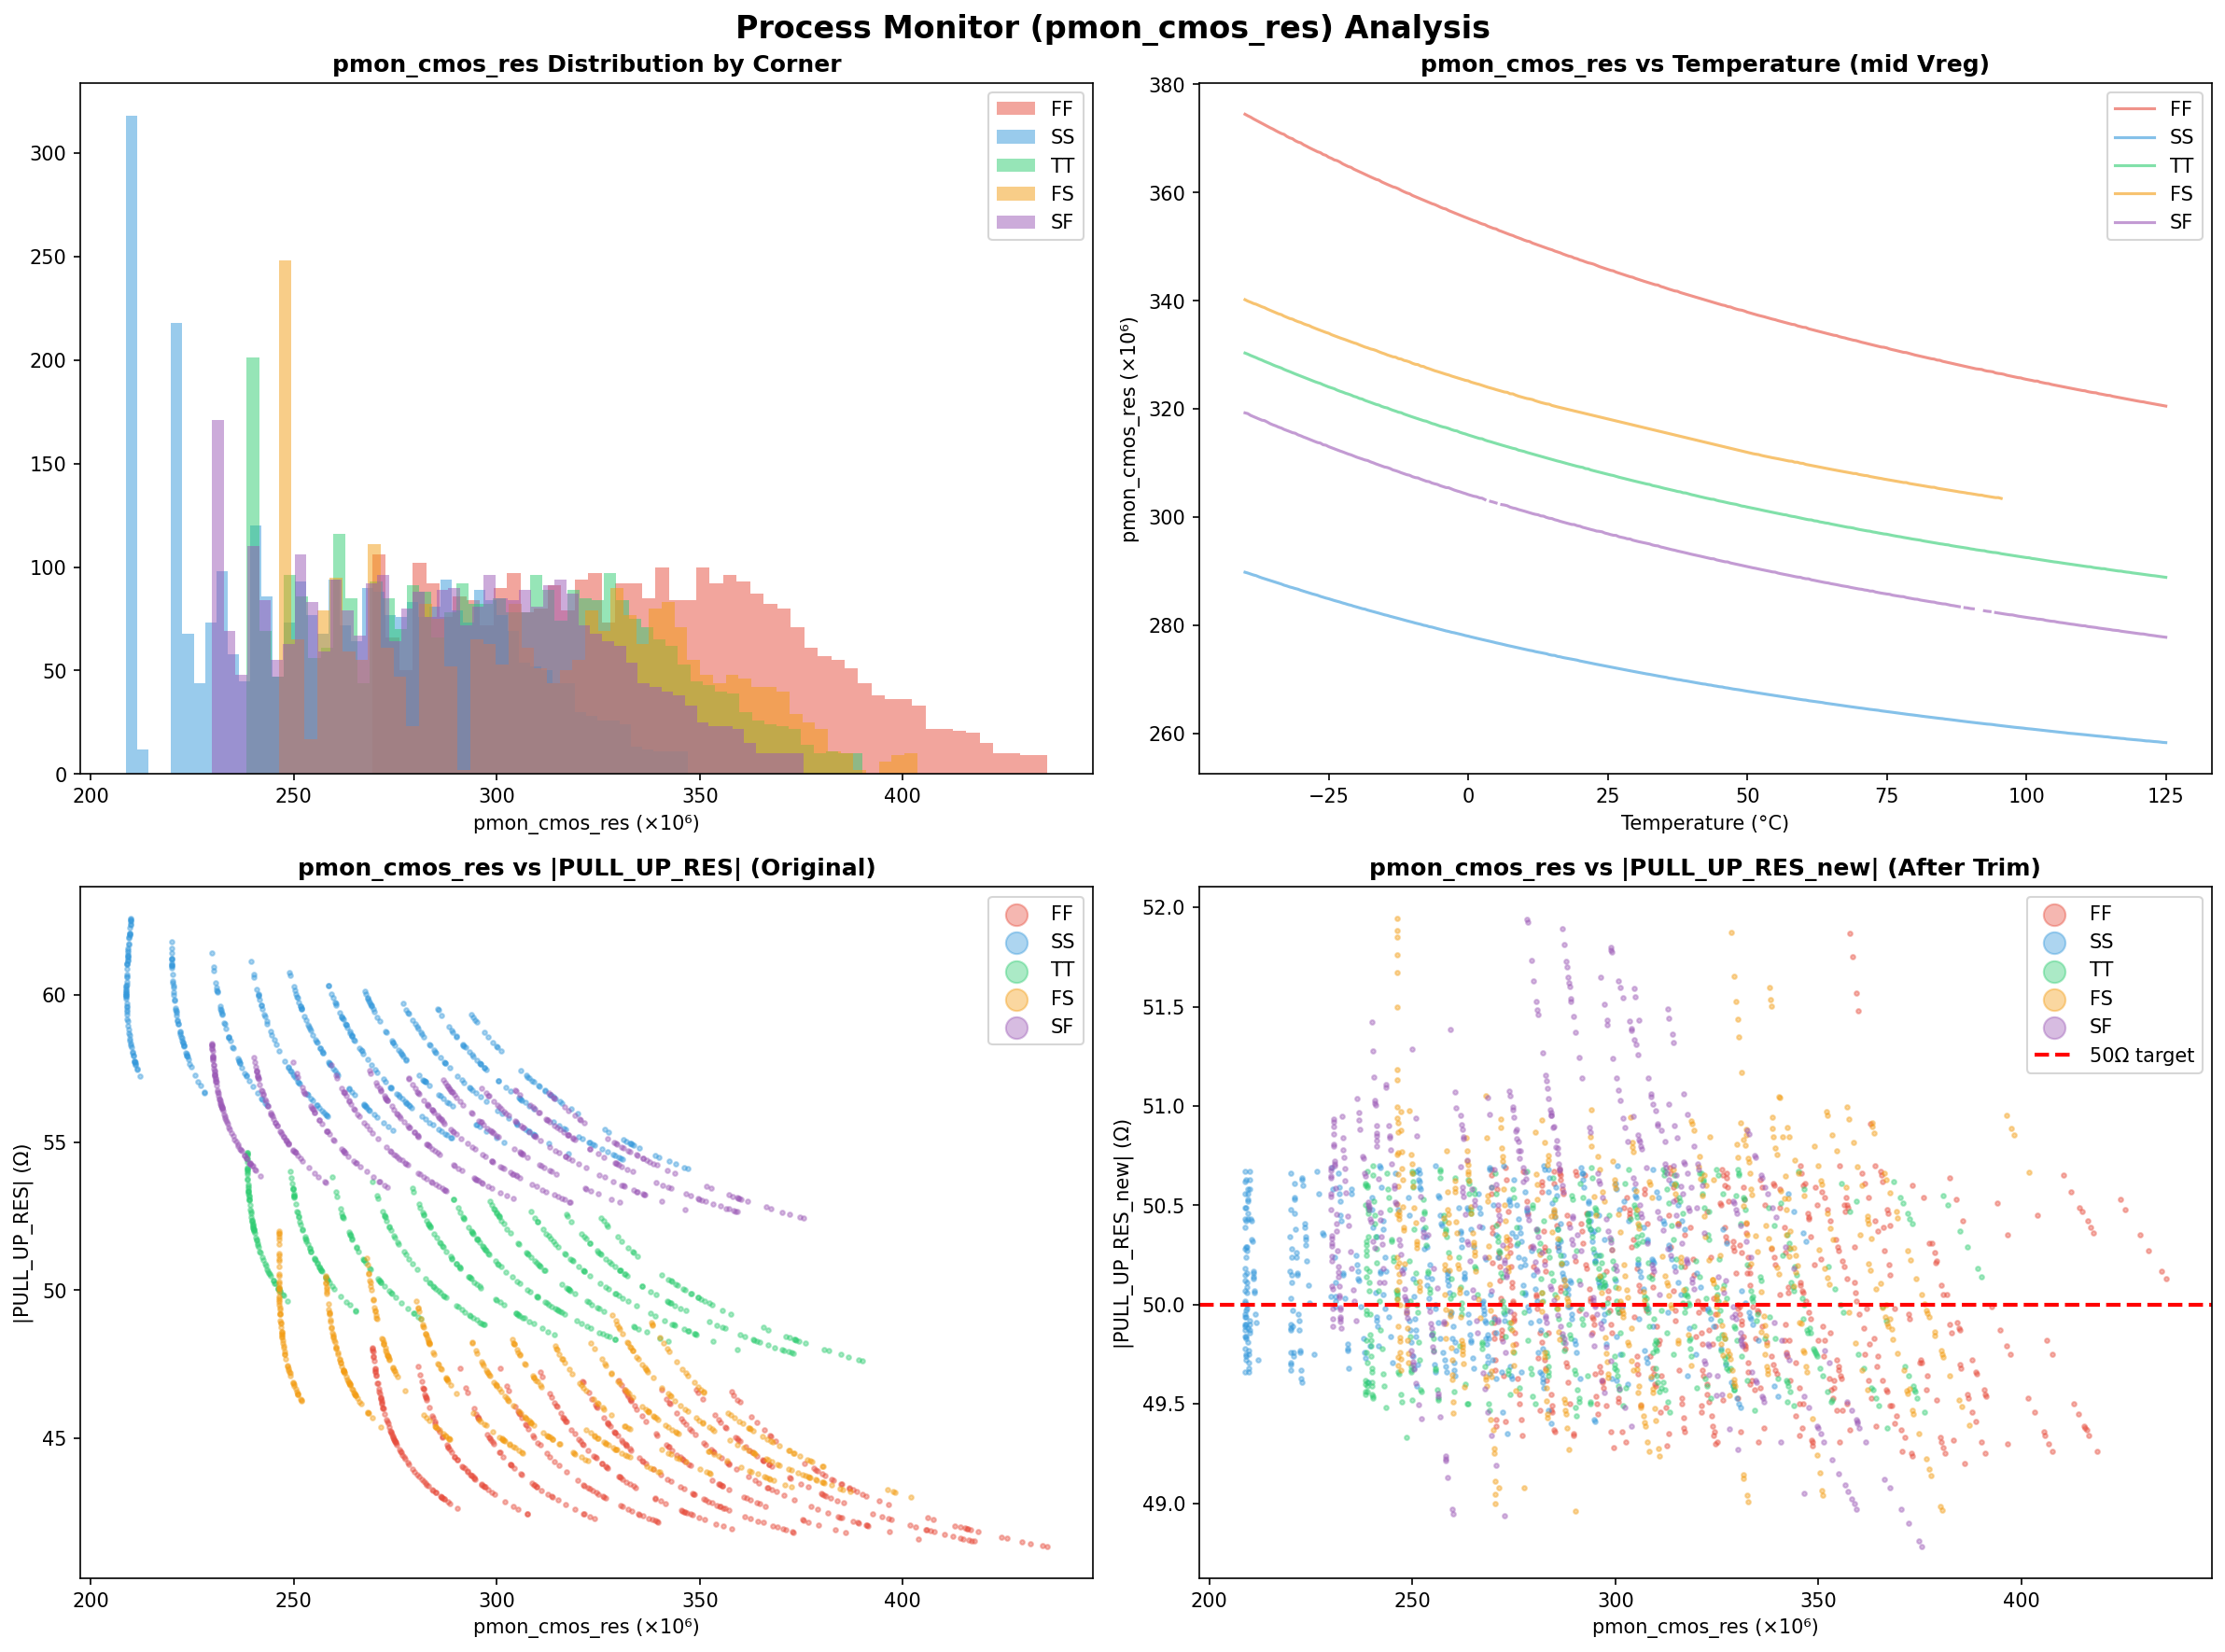 Process Monitor (pmon_cmos_res) Analysis
pmon_cmos_res Distribution by Corner
FF
SS
TT
FS
SF
300
250
200
150
100
50
0
200
250
300
350
400
pmon_cmos_res (×10⁶)
pmon_cmos_res vs Temperature (mid Vreg)
FF
SS
TT
FS
SF
pmon_cmos_res (×10⁶)
380
360
340
320
300
280
260
−25
0
25
50
75
100
125
Temperature (°C)
pmon_cmos_res vs |PULL_UP_RES| (Original)
FF
SS
TT
FS
SF
|PULL_UP_RES| (Ω)
60
55
50
45
200
250
300
350
400
pmon_cmos_res (×10⁶)
pmon_cmos_res vs |PULL_UP_RES_new| (After Trim)
FF
SS
TT
FS
SF
50Ω target
|PULL_UP_RES_new| (Ω)
52.0
51.5
51.0
50.5
50.0
49.5
49.0
200
250
300
350
400
pmon_cmos_res (×10⁶)